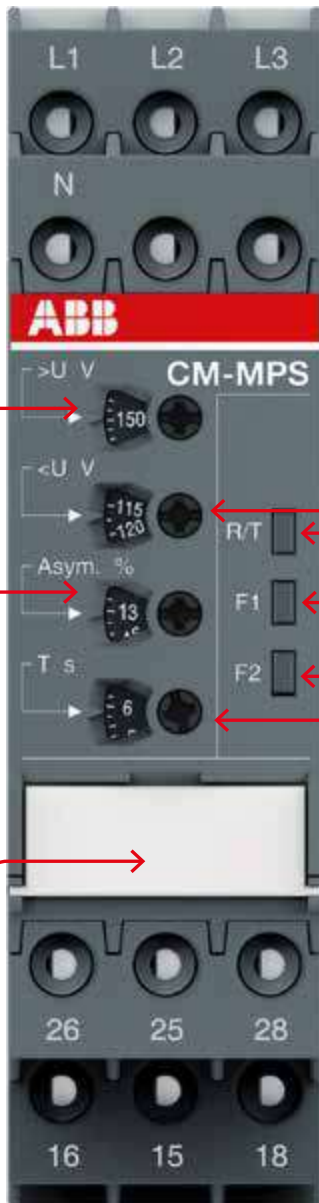 L1 L2 L3
N
ABB
>U V
CM-MPS
150
<U V
115
120
R/T
Asym. %
13
F1
T s
F2
6
26 25 28
16 15 18